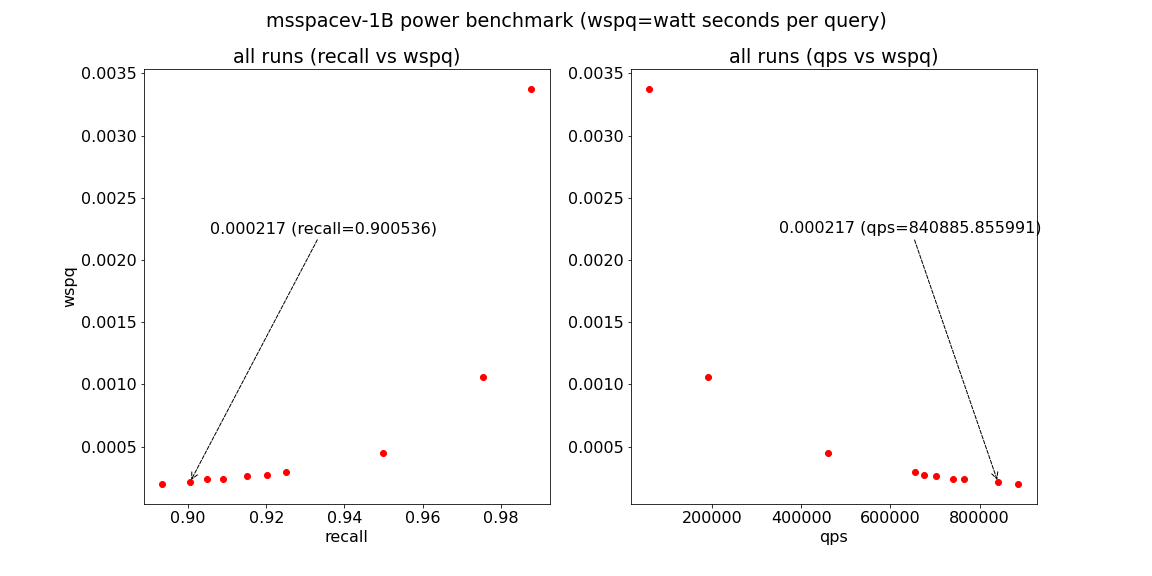 msspacev-1B power benchmark (wspq=watt seconds per query)
all runs (recall vs wspq)
0.0035
0.0030
0.0025
0.0020
0.0015
0.0010
0.0005
wspq
0.000217 (recall=0.900536)
0.90 0.92 0.94 0.96 0.98
recall
all runs (qps vs wspq)
0.0035
0.0030
0.0025
0.0020
0.0015
0.0010
0.0005
0.000217 (qps=840885.855991)
200000 400000 600000 800000
qps